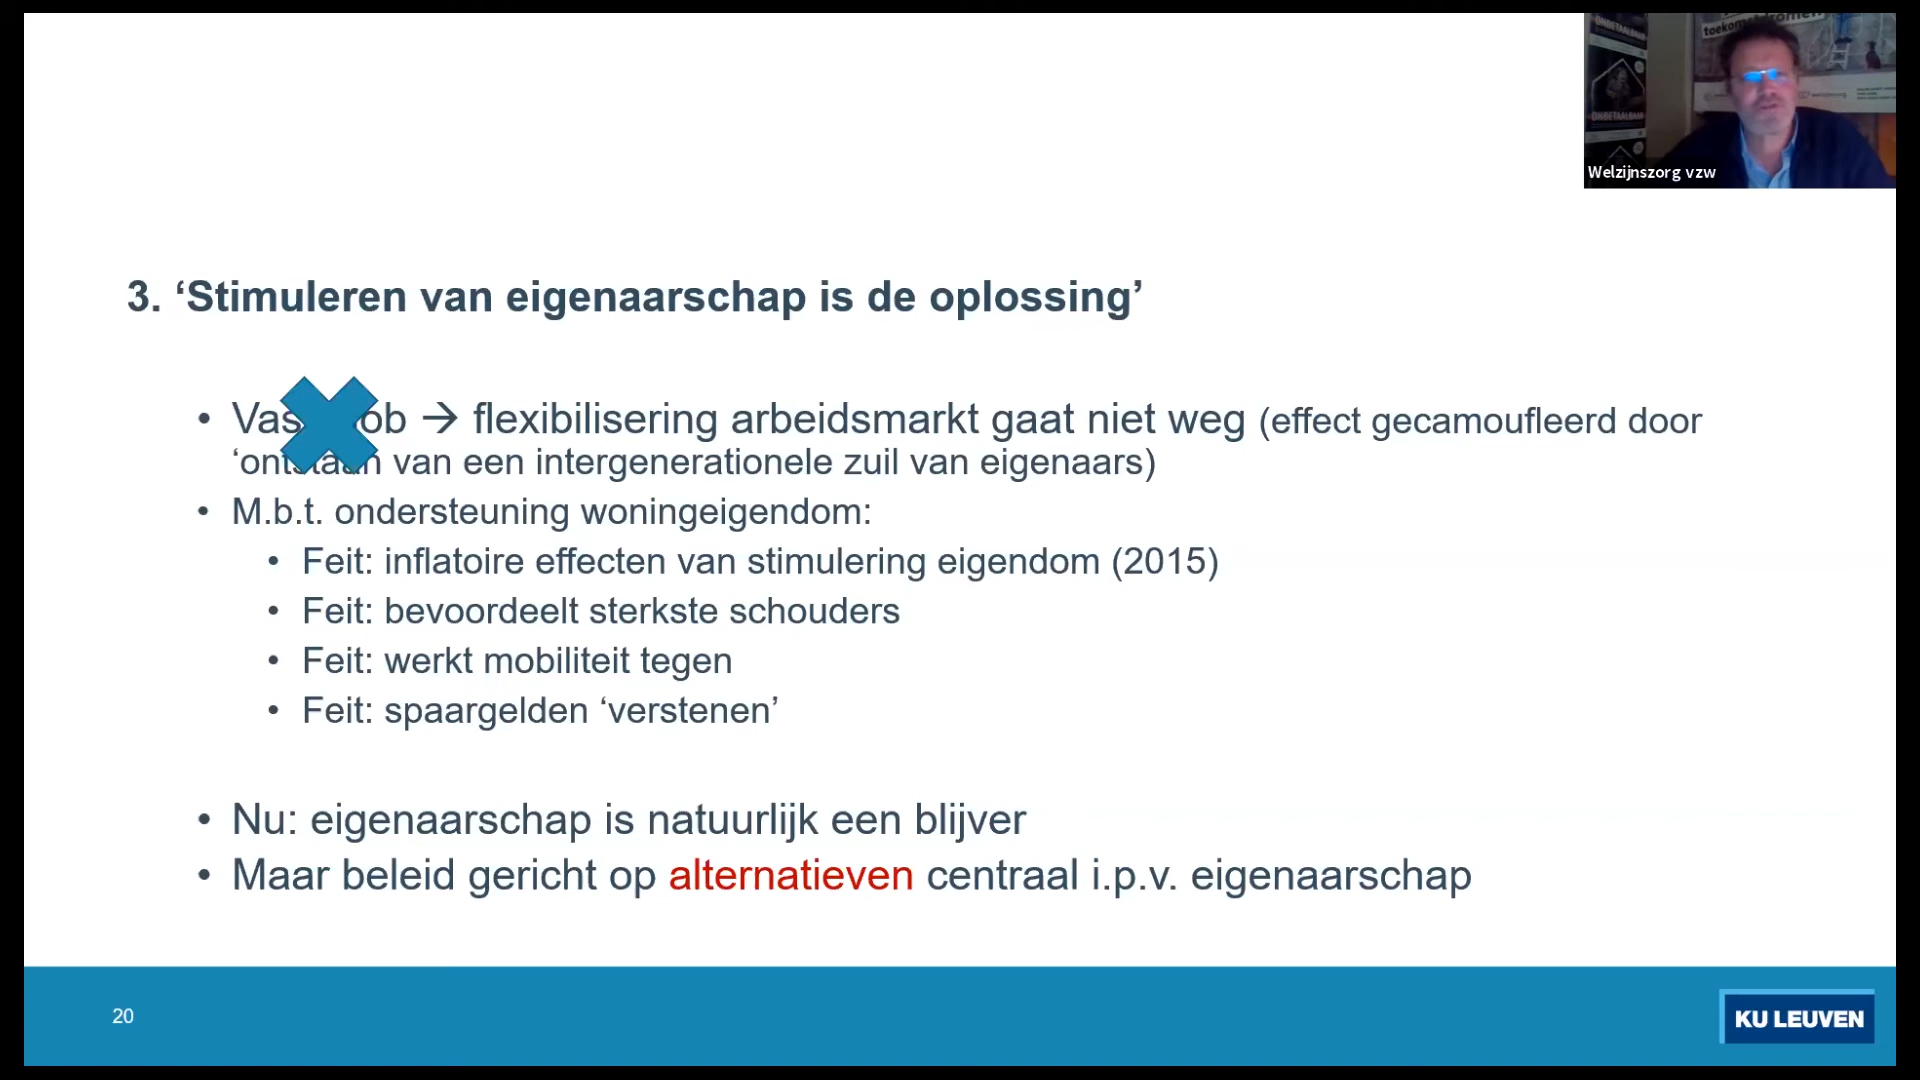 toekomstdromen
ONBETAALBAAR
ONBETAALBAAR
Welzijnszorg vzw
3. ‘Stimuleren van eigenaarschap is de oplossing’
• Vas ob → flexibilisering arbeidsmarkt gaat niet weg (effect gecamoufleerd door
‘ontstaan van een intergenerationele zuil van eigenaars)
• M.b.t. ondersteuning woningeigendom:
• Feit: inflatoire effecten van stimulering eigendom (2015)
• Feit: bevoordeelt sterkste schouders
• Feit: werkt mobiliteit tegen
• Feit: spaargelden ‘verstenen’
• Nu: eigenaarschap is natuurlijk een blijver
• Maar beleid gericht op alternatieven centraal i.p.v. eigenaarschap
20
KU LEUVEN